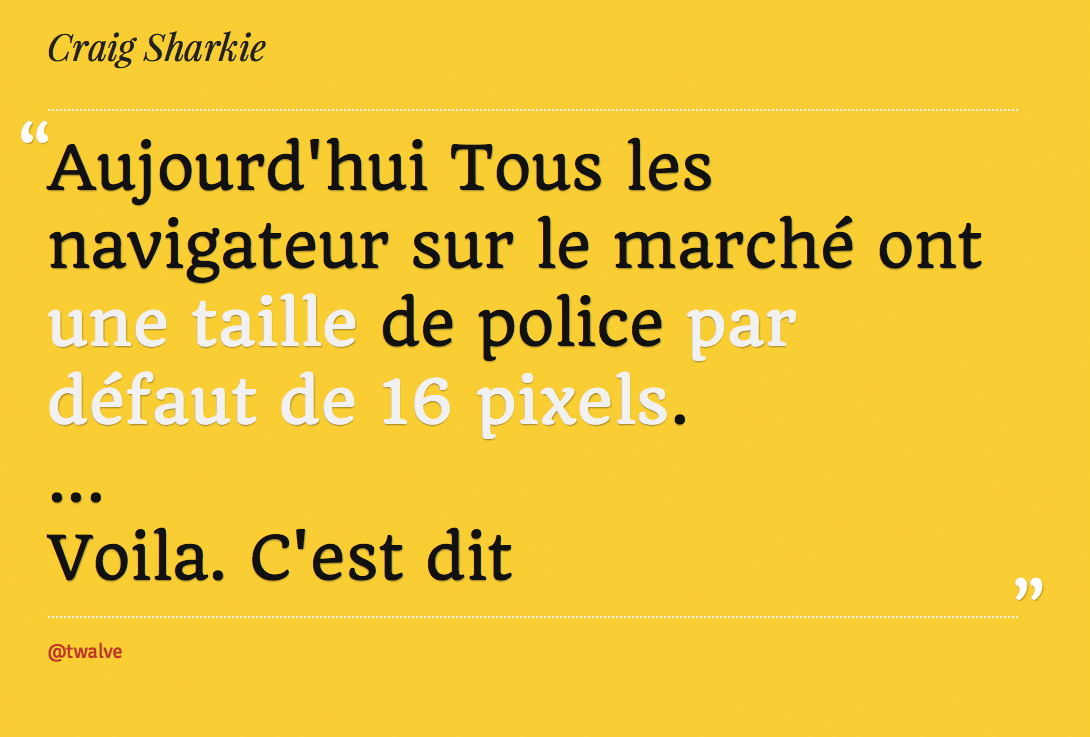 Craig Sharkie
“Aujourd'hui Tous les
navigateur sur le marché ont
une taille de police par
défaut de 16 pixels.
...
Voila. C'est dit
”
@twalve